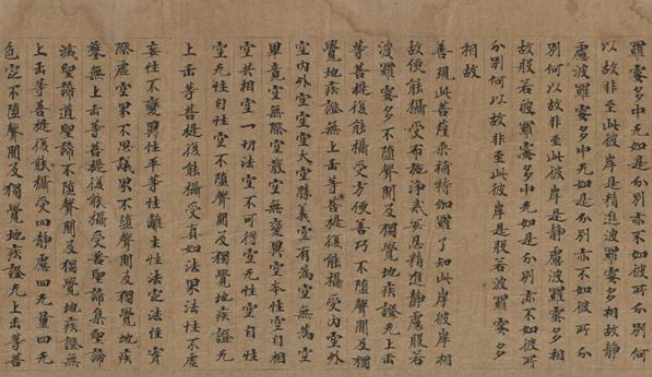 羅蜜多中无如是分別亦不如彼所分別何
以故非至此彼岸是精進波羅蜜多相故靜
慮波羅蜜多中无如是分別亦不如彼所分
別何以故非至此彼岸是靜慮波羅蜜多相
故般若波羅蜜多中无如是分別亦不如彼所
分別何以故非至此彼岸是般若波羅蜜多
相故
善現此菩薩乘補特伽羅了知此岸彼岸相
故便能攝受布施淨戒安忍精進靜慮般若
波羅蜜多不墮聲聞及獨覺地疾證无上正
等菩提復能攝受方便善巧不墮聲聞及獨
覺地疾證無上正等菩提復能攝受內空外
空內外空空空大空勝義空有為空無為空
畢竟空無際空散空無變異空本性空自相
空共相空一切法空不可得空无性空自性
空无性自性空不墮聲聞及獨覺地疾證无
上正等菩提復能攝受真如法界法性不虛
妄性不變異性平等性離生性法定法住實
際虛空界不思議界不墮聲聞及獨覺地疾
證無上正等菩提復能攝受苦聖諦集聖諦
滅聖諦道聖諦不墮聲聞及獨覺地疾證無
上正等菩提復能攝受四靜慮四无量四无
色定不墮聲聞及獨覺地疾證无上正等菩